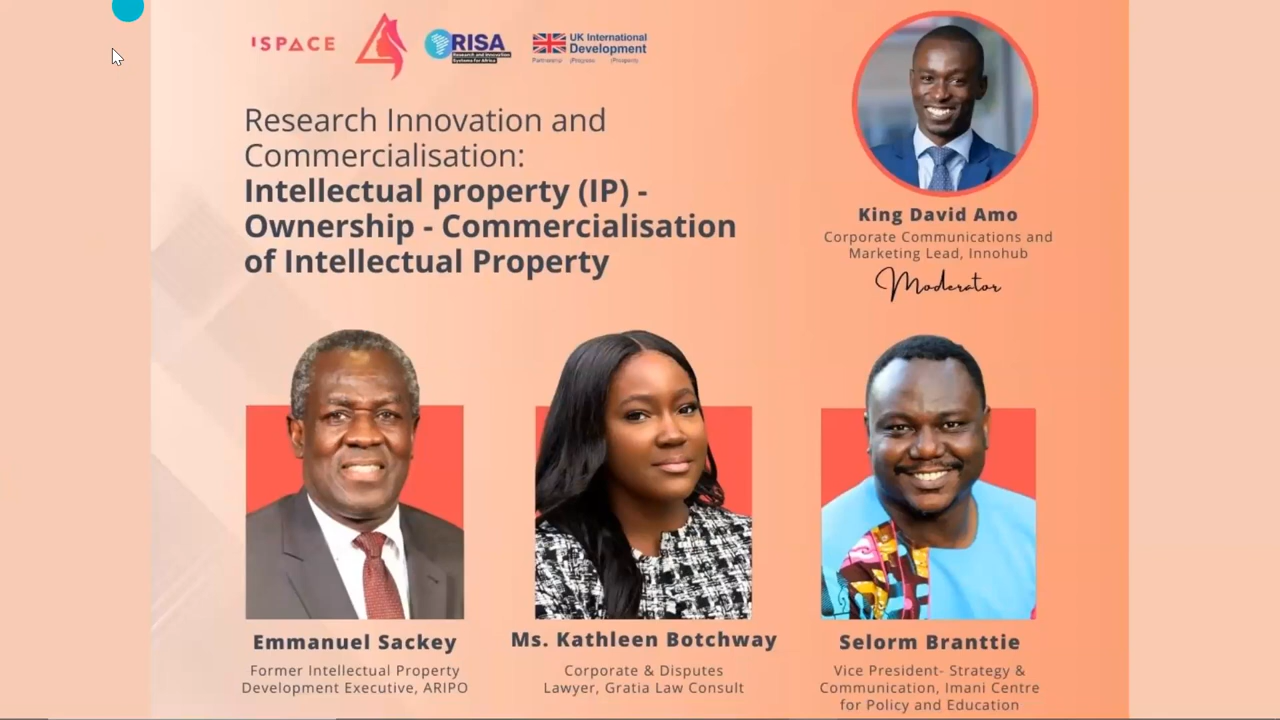 ISPACE
RISA
Research and Innovation
Systems for Africa
UK International
Development
Partnership | Progress | Prosperity
Research Innovation and
Commercialisation:
Intellectual property (IP) -
Ownership - Commercialisation
of Intellectual Property
King David Amo
Corporate Communications and
Marketing Lead, Innohub
Moderator
Emmanuel Sackey
Former Intellectual Property
Development Executive, ARIPO
Ms. Kathleen Botchway
Corporate & Disputes
Lawyer, Gratia Law Consult
Selorm Branttie
Vice President- Strategy &
Communication, Imani Centre
for Policy and Education